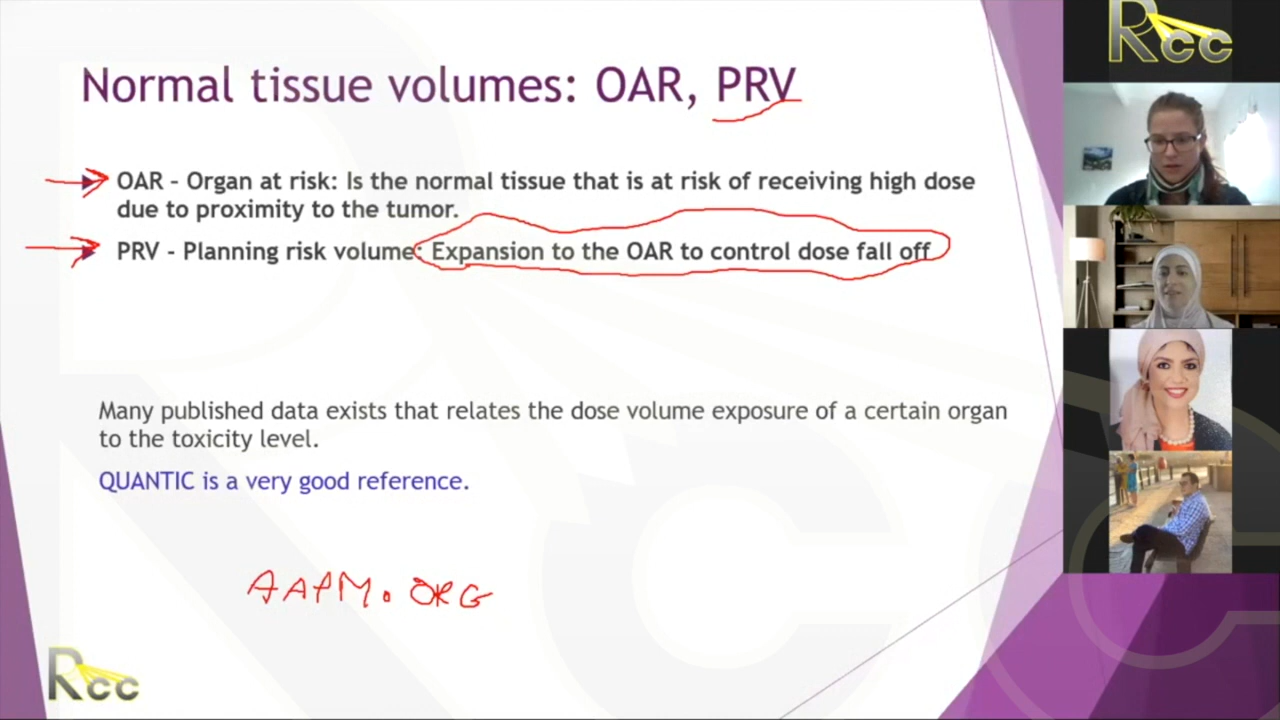 Rcc
Normal tissue volumes: OAR, PRV
OAR – Organ at risk: Is the normal tissue that is at risk of receiving high dose
due to proximity to the tumor.
PRV - Planning risk volume: Expansion to the OAR to control dose fall off
Many published data exists that relates the dose volume exposure of a certain organ
to the toxicity level.
QUANTIC is a very good reference.
AAPM.ORG
Rcc